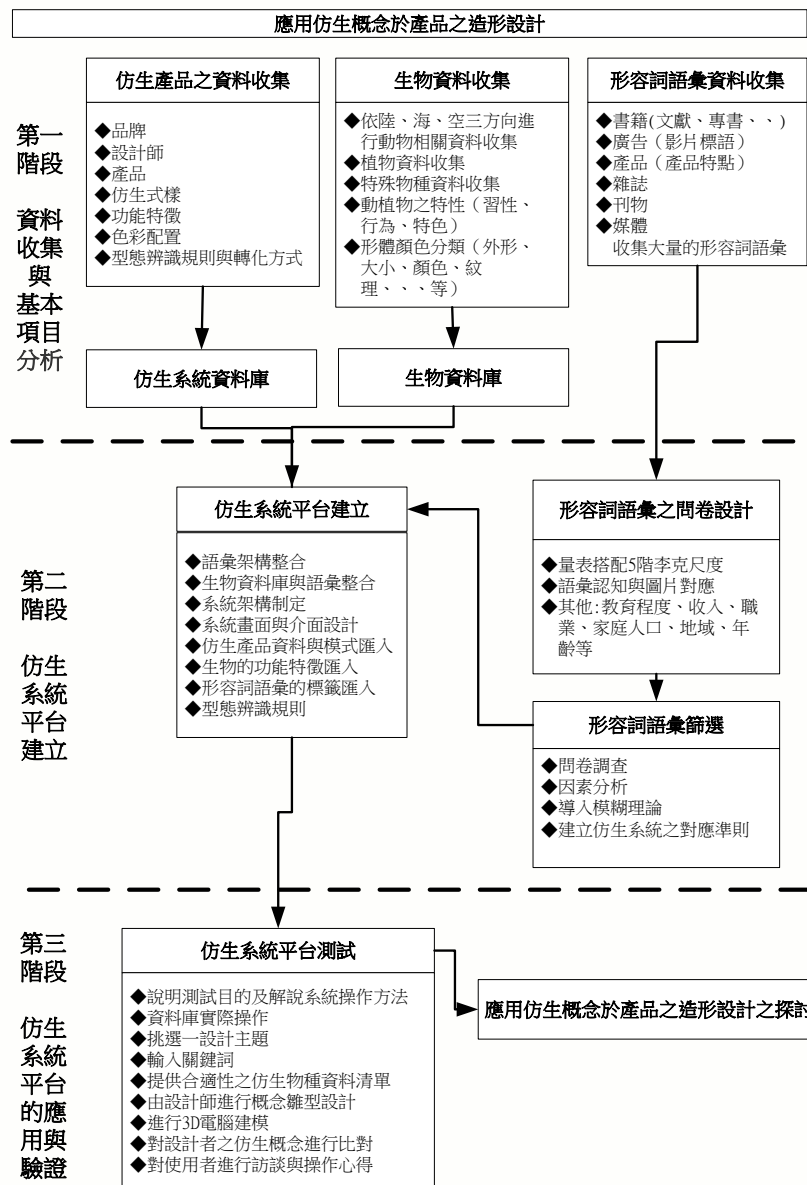 應用仿生概念於產品之造形設計
第一
階段
資料
收集
與
基本
項目
分析
仿生產品之資料收集
◆品牌
◆設計師
◆產品
◆仿生式樣
◆功能特徵
◆色彩配置
◆型態辨識規則與轉化方式
生物資料收集
◆依陸、海、空三方向進
行動物相關資料收集
◆植物資料收集
◆特殊物種資料收集
◆動植物之特性（習性、
行為、特色）
◆形體顏色分類（外形、
大小、顏色、紋
理、、、等）
形容詞語彙資料收集
◆書籍(文獻、專書、、)
◆廣告（影片標語）
◆產品（產品特點）
◆雜誌
◆刊物
◆媒體
收集大量的形容詞語彙
仿生系統資料庫
生物資料庫
第二
階段
仿生
系統
平台
建立
仿生系統平台建立
◆語彙架構整合
◆生物資料庫與語彙整合
◆系統架構制定
◆系統畫面與介面設計
◆仿生產品資料與模式匯入
◆生物的功能特徵匯入
◆形容詞語彙的標籤匯入
◆型態辨識規則
形容詞語彙之問卷設計
◆量表搭配5階李克尺度
◆語彙認知與圖片對應
◆其他:教育程度、收入、職
業、家庭人口、地域、年
齡等
形容詞語彙篩選
◆問卷調查
◆因素分析
◆導入模糊理論
◆建立仿生系統之對應準則
第三
階段
仿生
系統
平台
的應
用與
驗證
仿生系統平台測試
◆說明測試目的及解說系統操作方法
◆資料庫實際操作
◆挑選一設計主題
◆輸入關鍵詞
◆提供合適性之仿生物種資料清單
◆由設計師進行概念雛型設計
◆進行3D電腦建模
◆對設計者之仿生概念進行比對
◆對使用者進行訪談與操作心得
應用仿生概念於產品之造形設計之探討